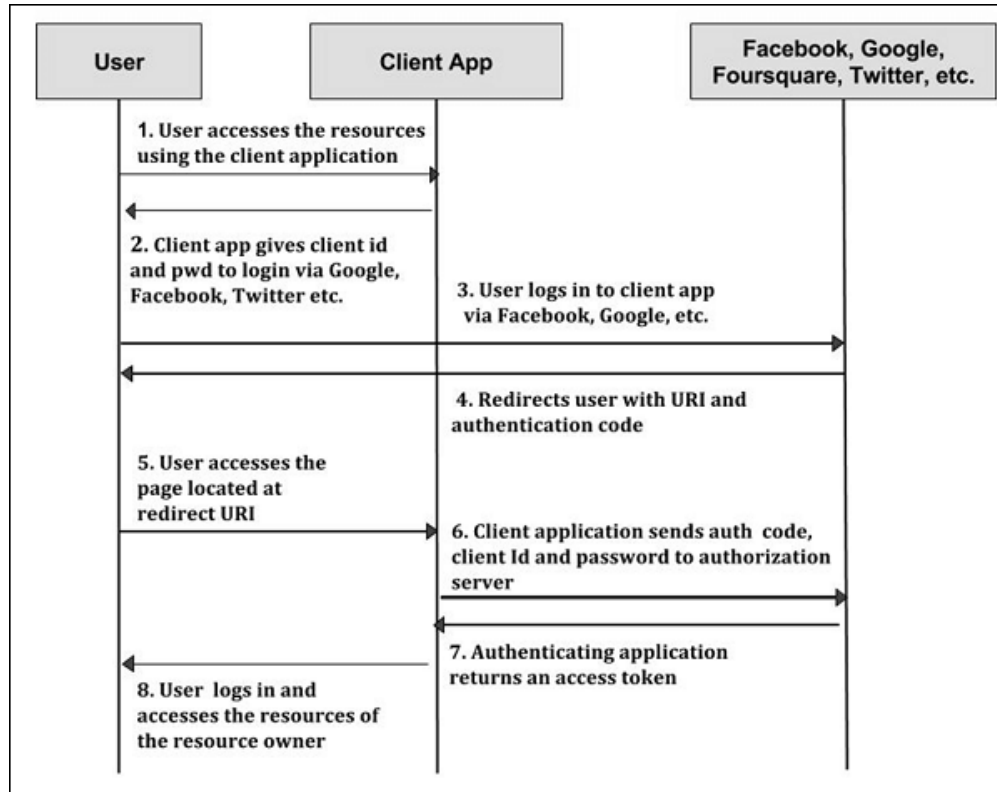 User
Client App
Facebook, Google,
Foursquare, Twitter, etc.
1. User accesses the resources
using the client application
2. Client app gives client id
and pwd to login via Google,
Facebook, Twitter etc.
3. User logs in to client app
via Facebook, Google, etc.
4. Redirects user with URI and
authentication code
5. User accesses the
page located at
redirect URI
6. Client application sends auth code,
client Id and password to authorization
server
7. Authenticating application
returns an access token
8. User logs in and
accesses the resources of
the resource owner